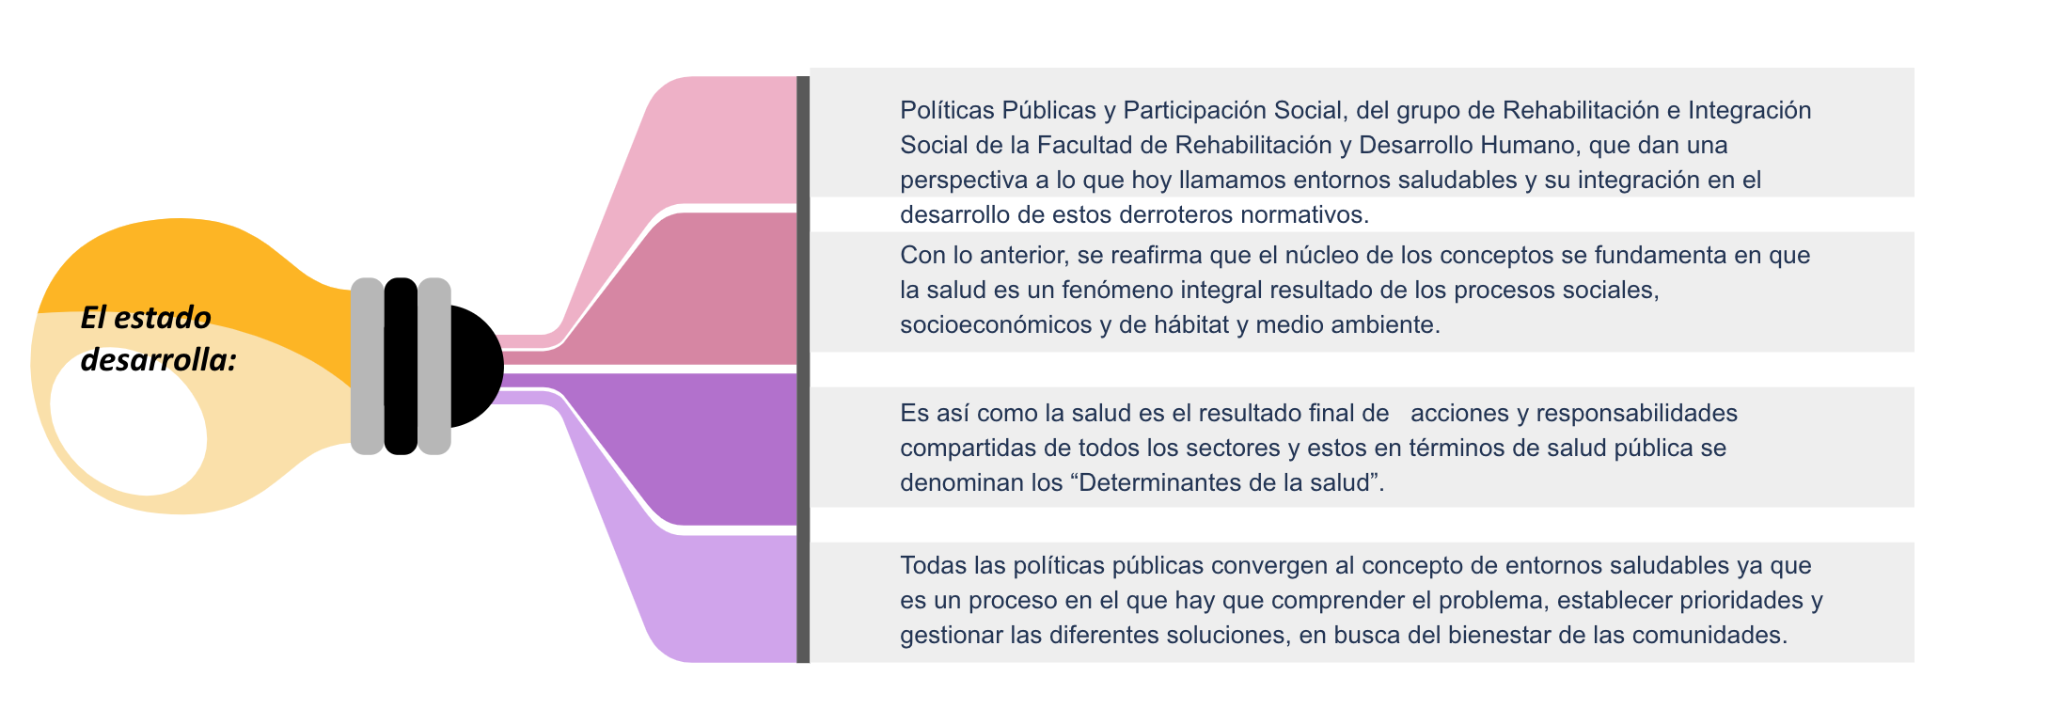 El estado
desarrolla:
Políticas Públicas y Participación Social, del grupo de Rehabilitación e Integración
Social de la Facultad de Rehabilitación y Desarrollo Humano, que dan una
perspectiva a lo que hoy llamamos entornos saludables y su integración en el
desarrollo de estos derroteros normativos.
Con lo anterior, se reafirma que el núcleo de los conceptos se fundamenta en que
la salud es un fenómeno integral resultado de los procesos sociales,
socioeconómicos y de hábitat y medio ambiente.
Es así como la salud es el resultado final de   acciones y responsabilidades
compartidas de todos los sectores y estos en términos de salud pública se
denominan los “Determinantes de la salud”.
Todas las políticas públicas convergen al concepto de entornos saludables ya que
es un proceso en el que hay que comprender el problema, establecer prioridades y
gestionar las diferentes soluciones, en busca del bienestar de las comunidades.